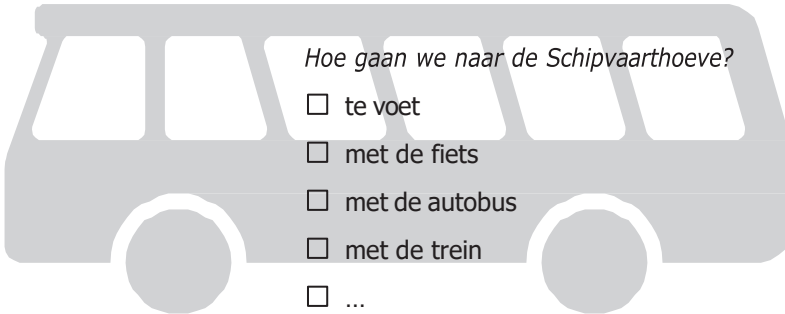 Hoe gaan we naar de Schipvaarthoeve?
☐ te voet
☐ met de fiets
☐ met de autobus
☐ met de trein
☐ ...